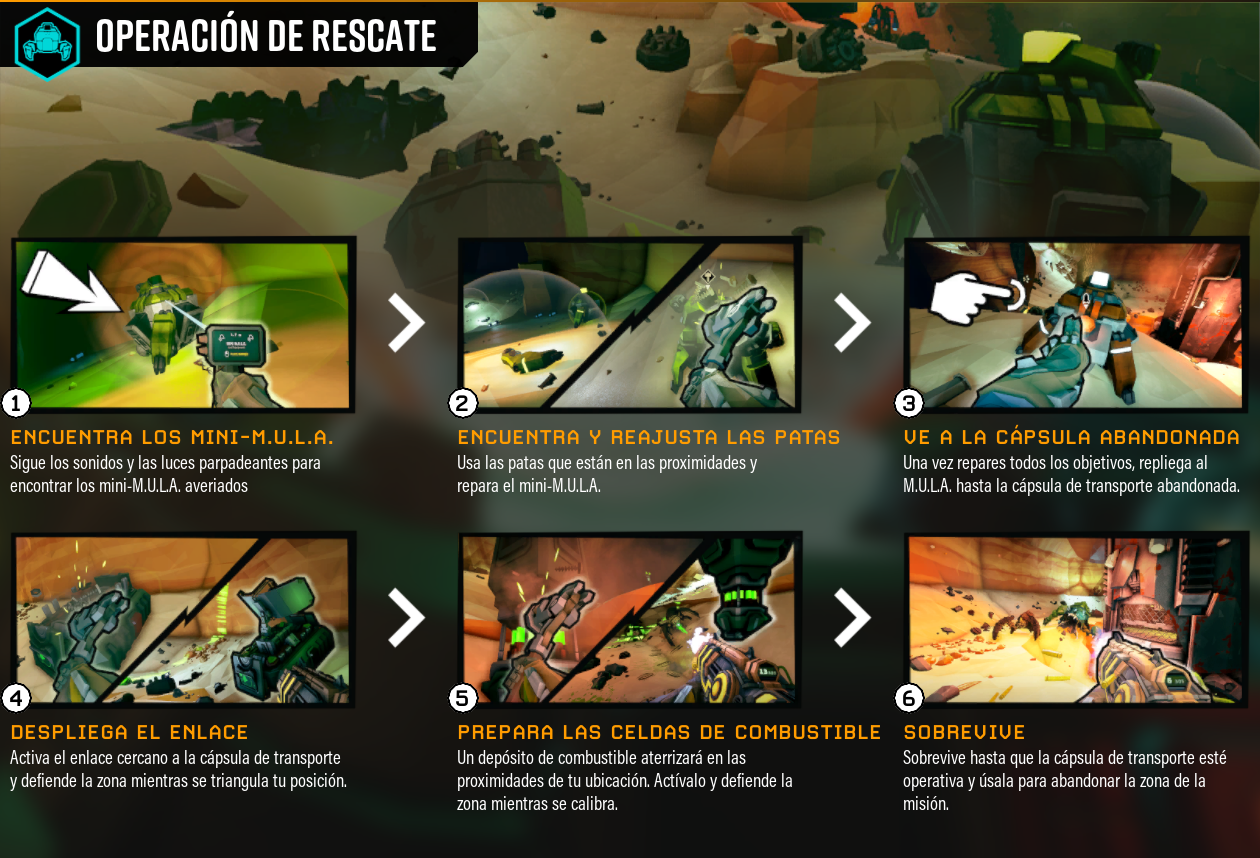 OPERACIÓN DE RESCATE
1
ENCUENTRA LOS MINI-M.U.L.A.
Sigue los sonidos y las luces parpadeantes para
encontrar los mini-M.U.L.A. averiados
2
ENCUENTRA Y REAJUSTA LAS PATAS
Usa las patas que están en las proximidades y
repara el mini-M.U.L.A.
3
VE A LA CÁPSULA ABANDONADA
Una vez repares todos los objetivos, repliega al
M.U.L.A. hasta la cápsula de transporte abandonada.
4
DESPLIEGA EL ENLACE
Activa el enlace cercano a la cápsula de transporte
y defiende la zona mientras se triangula tu posición.
5
PREPARA LAS CELDAS DE COMBUSTIBLE
Un depósito de combustible aterrizará en las
proximidades de tu ubicación. Actívalo y defiende la
zona mientras se calibra.
6
SOBREVIVE
Sobrevive hasta que la cápsula de transporte esté
operativa y úsala para abandonar la zona de la
misión.